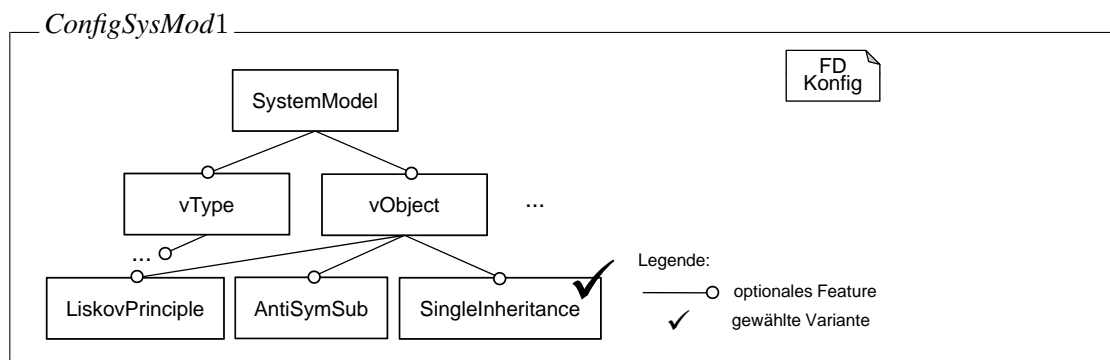 ConfigSysMod1
FD
Konfig
SystemModel
vType
vObject
...
...
LiskovPrinciple
AntiSymSub
SingleInheritance
Legende:
optionales Feature
gewählte Variante